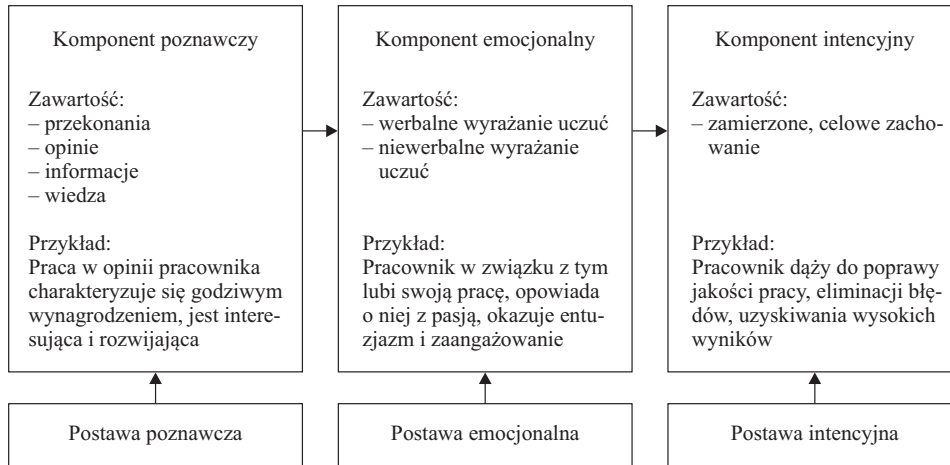 Komponent poznawczy
Zawartość:
– przekonania
– opinie
– informacje
– wiedza
Przykład:
Praca w opinii pracownika
charakteryzuje się godziwym
wynagrodzeniem, jest intere-
sująca i rozwijająca
Postawa poznawcza
Komponent emocjonalny
Zawartość:
– werbalne wyrażanie uczuć
– niewerbalne wyrażanie
uczuć
Przykład:
Pracownik w związku z tym
lubi swoją pracę, opowiada
o niej z pasją, okazuje entu-
zjazm i zaangażowanie
Postawa emocjonalna
Komponent intencyjny
Zawartość:
– zamierzone, celowe zacho-
wanie
Przykład:
Pracownik dąży do poprawy
jakości pracy, eliminacji błę-
dów, uzyskiwania wysokich
wyników
Postawa intencyjna